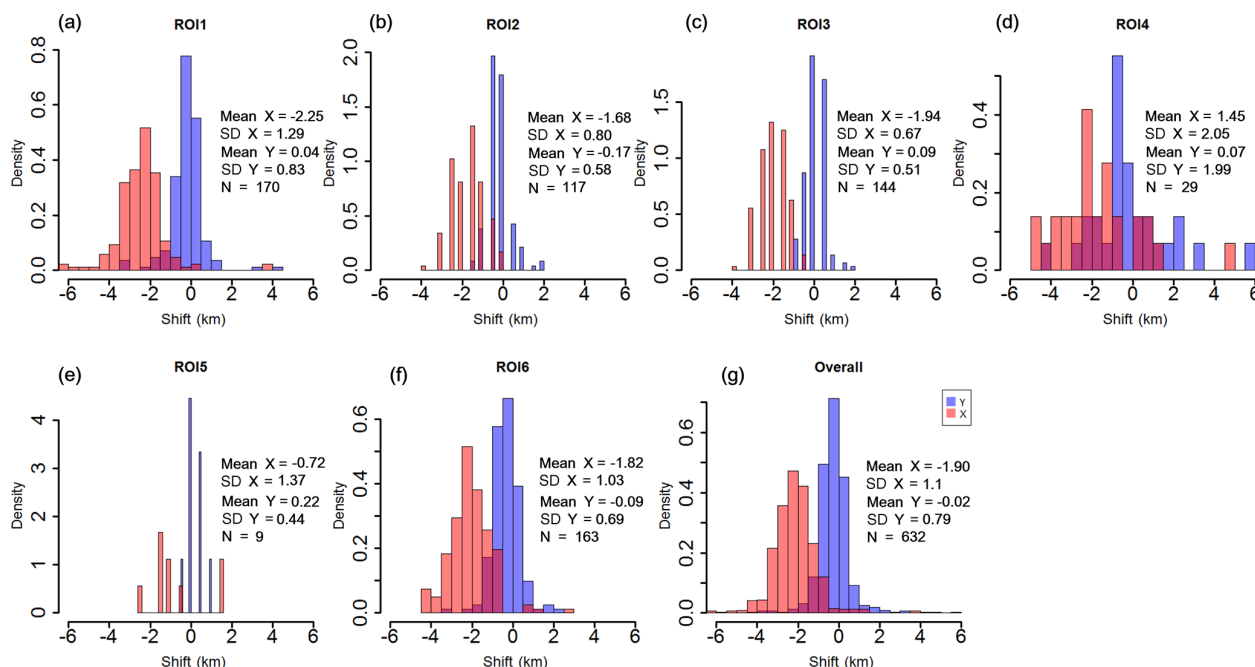 (a)
ROI1
Density
0.0 0.2 0.4 0.6 0.8
Mean X = -2.25
SD X = 1.29
Mean Y = 0.04
SD Y = 0.83
N = 170
-6 -4 -2 0 2 4 6
Shift (km)
(b)
ROI2
Density
0.0 0.5 1.0 1.5 2.0
Mean X = -1.68
SD X = 0.80
Mean Y = -0.17
SD Y = 0.58
N = 117
-6 -4 -2 0 2 4 6
Shift (km)
(c)
ROI3
Density
0.0 0.5 1.0 1.5
Mean X = -1.94
SD X = 0.67
Mean Y = 0.09
SD Y = 0.51
N = 144
-6 -4 -2 0 2 4 6
Shift (km)
(d)
ROI4
Density
0.0 0.2 0.4
Mean X = 1.45
SD X = 2.05
Mean Y = 0.07
SD Y = 1.99
N = 29
-6 -4 -2 0 2 4 6
Shift (km)
(e)
ROI5
Density
0 1 2 3 4
Mean X = -0.72
SD X = 1.37
Mean Y = 0.22
SD Y = 0.44
N = 9
-6 -4 -2 0 2 4 6
Shift (km)
(f)
ROI6
Density
0.0 0.2 0.4 0.6
Mean X = -1.82
SD X = 1.03
Mean Y = -0.09
SD Y = 0.69
N = 163
-6 -4 -2 0 2 4 6
Shift (km)
(g)
Overall
Y
X
Density
0.0 0.2 0.4 0.6
Mean X = -1.90
SD X = 1.1
Mean Y = -0.02
SD Y = 0.79
N = 632
-6 -4 -2 0 2 4 6
Shift (km)